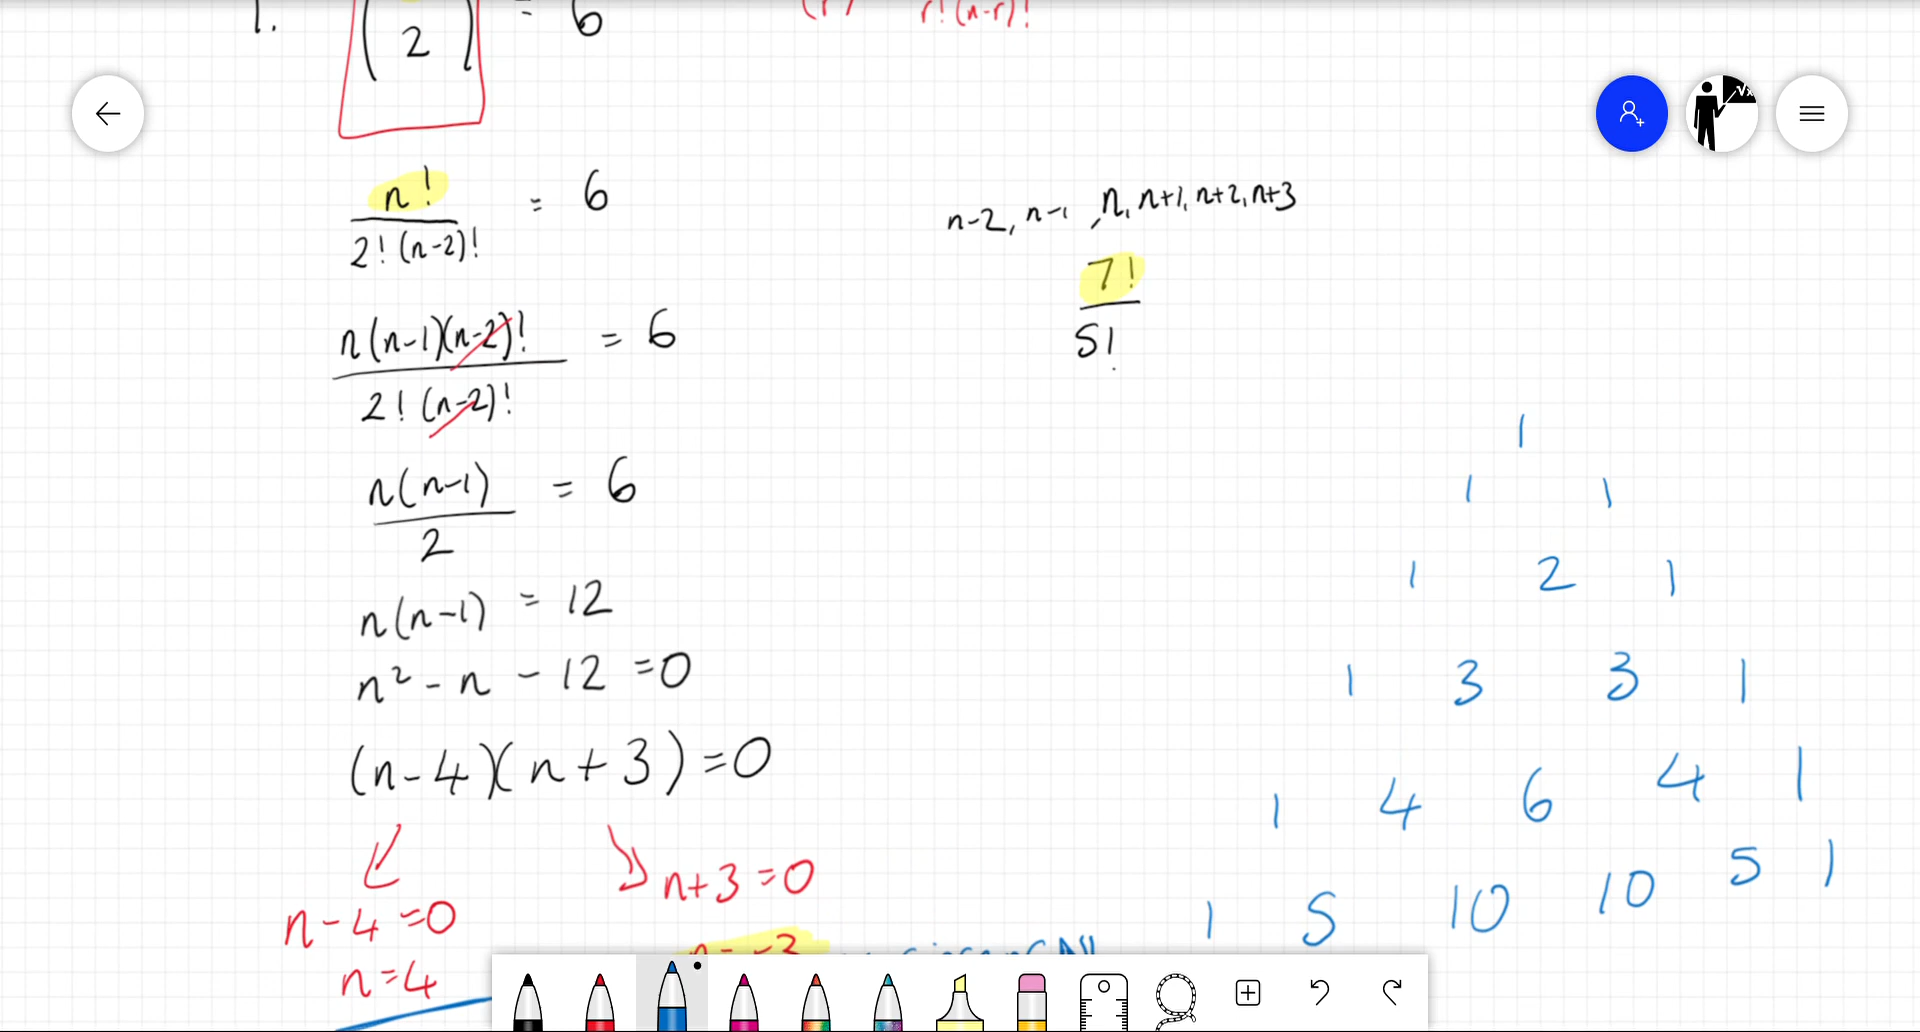 1. ( 2 ) = 6
(r) r!(n-r)!
n! / 2!(n-2)! = 6
n(n-1)(n-2)! / 2!(n-2)! = 6
n(n-1) / 2 = 6
n(n-1) = 12
n² - n - 12 = 0
(n-4)(n+3) = 0
n-4 = 0
n = 4
n+3 = 0
n = -3
n-2, n-1, n, n+1, n+2, n+3
7! / 5!
1
1 1
1 2 1
1 3 3 1
1 4 6 4 1
1 5 10 10 5 1
√x